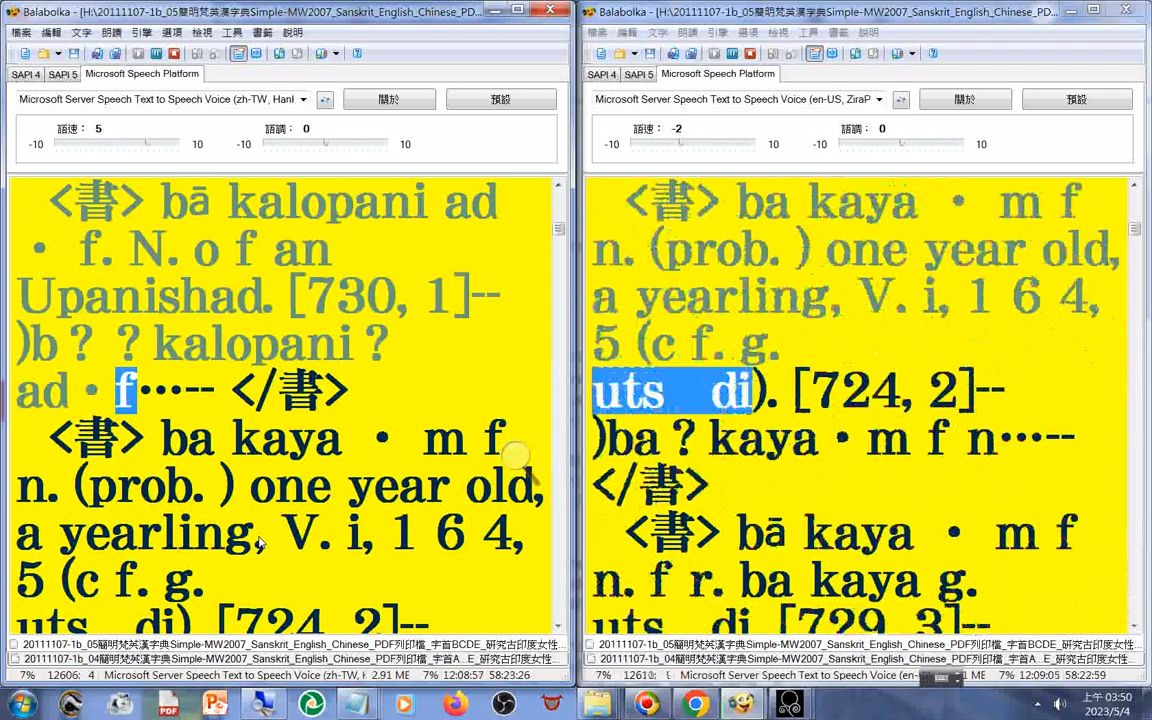 Balabolka - [H:\20111107-1b_05簡明梵英漢字典Simple-MW2007_Sanskrit_English_Chinese_PD...
檔案 編輯 文字 朗讀 引擎 選項 檢視 工具 書籤 說明
SAPI 4 SAPI 5 Microsoft Speech Platform
Microsoft Server Speech Text to Speech Voice (zh-TW, Hanl
關於
預設
語速： 5
語調： 0
-10 10 -10 10
<書> bā kalopani ad
· f. N. o f an
Upanishad. [730, 1]--
)b？？kalopani？
ad · f…-- </書>
<書> ba kaya · m f
n. (prob. ) one year old,
a yearling, V. i, 1 6 4,
5 (c f. g.
uts di). [724, 2]--
20111107-1b_05簡明梵英漢字典Simple-MW2007_Sanskrit_English_Chinese_PDF列印檔_字首BCDE_研究古印度女性...
20111107-1b_04簡明梵英漢字典Simple-MW2007_Sanskrit_English_Chinese_PDF列印檔_字首A...E_研究古印度女性...
7% 12606: 4 Microsoft Server Speech Text to Speech Voice (zh-TW, H 2.91 ME 7% 12:08:57 58:23:26
Balabolka - [H:\20111107-1b_05簡明梵英漢字典Simple-MW2007_Sanskrit_English_Chinese_PD...
檔案 編輯 文字 朗讀 引擎 選項 檢視 工具 書籤 說明
SAPI 4 SAPI 5 Microsoft Speech Platform
Microsoft Server Speech Text to Speech Voice (en-US, ZiraP
關於
預設
語速： -2
語調： 0
-10 10 -10 10
<書> ba kaya · m f
n. (prob. ) one year old,
a yearling, V. i, 1 6 4,
5 (c f. g.
uts di). [724, 2]--
)ba？kaya · m f n…--
</書>
<書> bā kaya · m f
n. f r. ba kaya g.
uts di [729, 3]--
20111107-1b_05簡明梵英漢字典Simple-MW2007_Sanskrit_English_Chinese_PDF列印檔_字首BCDE_研究古印度女性...
20111107-1b_04簡明梵英漢字典Simple-MW2007_Sanskrit_English_Chinese_PDF列印檔_字首A...E_研究古印度女性...
7% 12610: Microsoft Server Speech Text to Speech Voice (en-US 7% 12:09:05 58:22:59
上午 03:50
2023/5/4